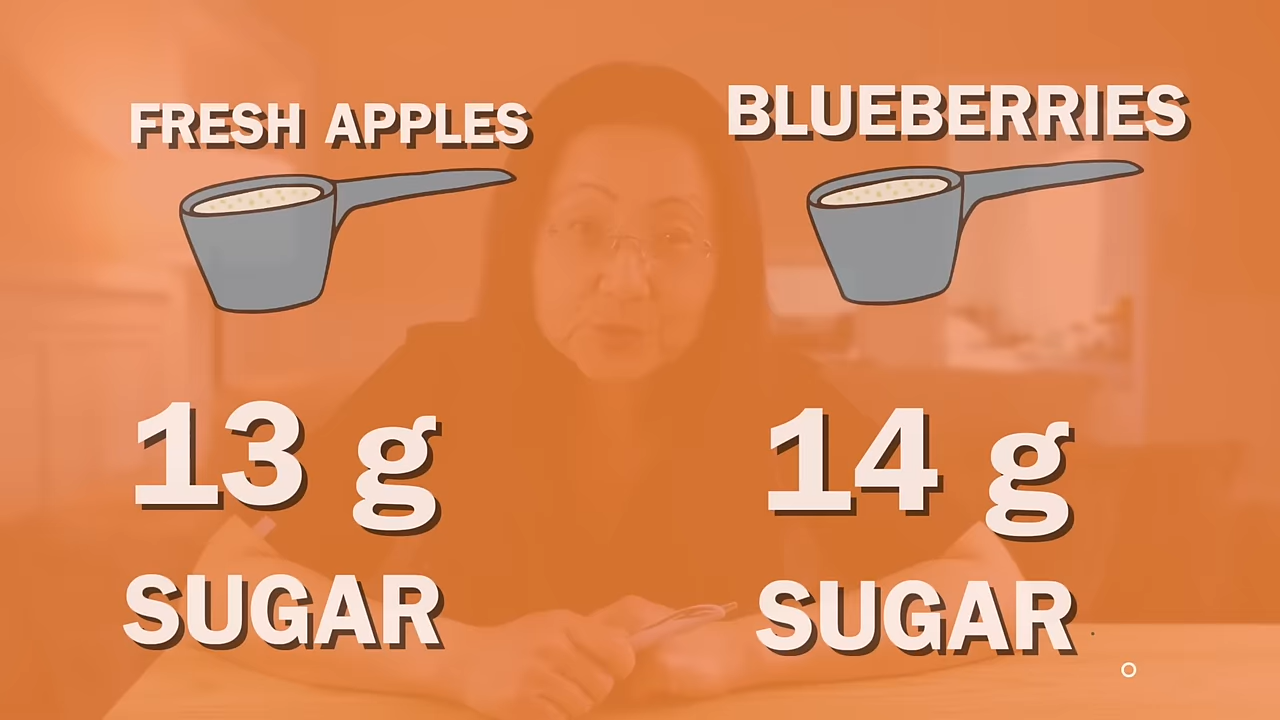 FRESH APPLES
BLUEBERRIES
13 g
SUGAR
14 g
SUGAR